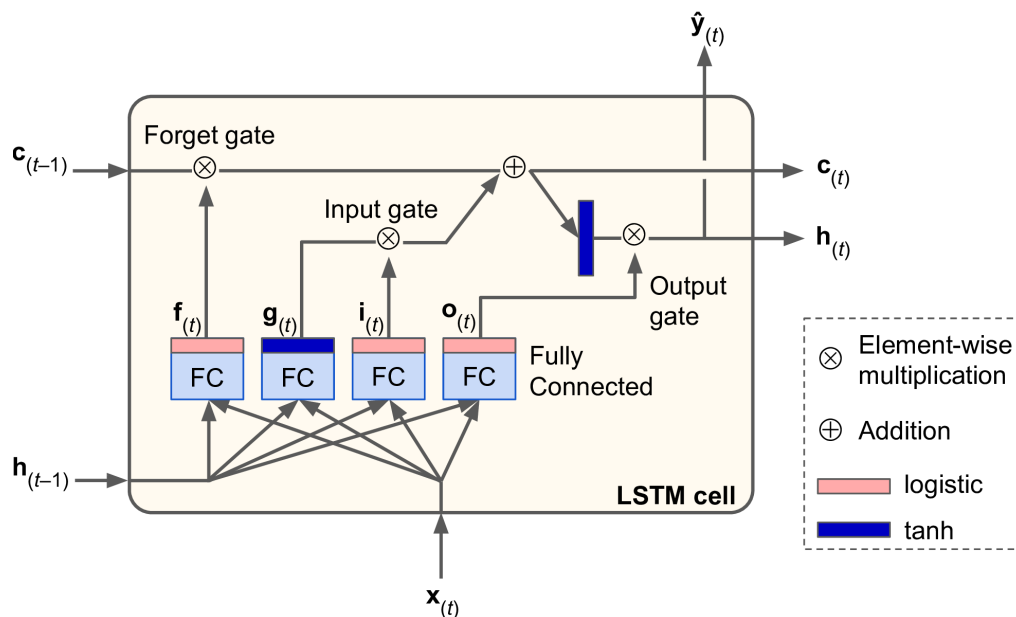 ŷ(t)
Forget gate
c(t–1)
c(t)
Input gate
h(t)
Output
gate
f(t)
g(t)
i(t)
o(t)
FC
FC
FC
FC
Fully
Connected
h(t–1)
LSTM cell
x(t)
Element-wise
multiplication
Addition
logistic
tanh